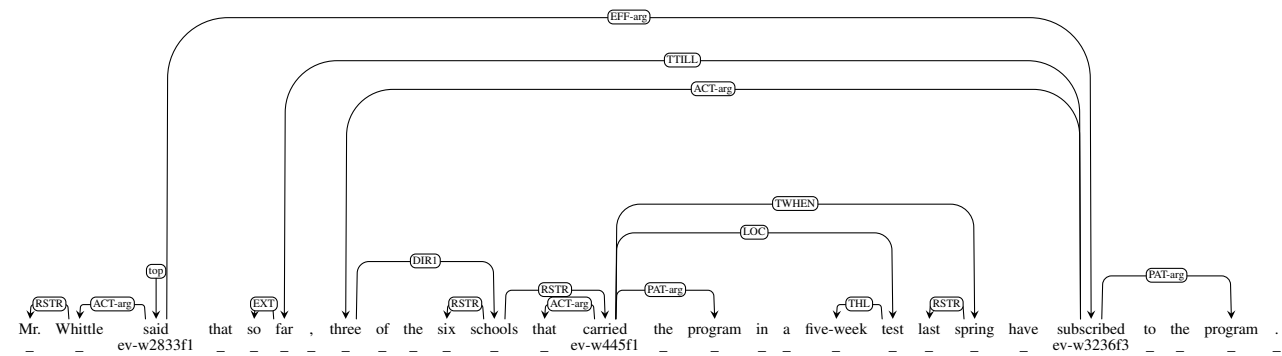 EFF-arg
TTILL
ACT-arg
TWHEN
LOC
DIR1
top
PAT-arg
RSTR
PAT-arg
RSTR ACT-arg EXT RSTR ACT-arg THL RSTR
Mr. Whittle said that so far , three of the six schools that carried the program in a five-week test last spring have subscribed to the program .
_ _ ev-w2833f1 _ _ _ _ _ _ _ _ _ _ ev-w445f1 _ _ _ _ _ _ _ _ _ ev-w3236f3 _ _ _ _